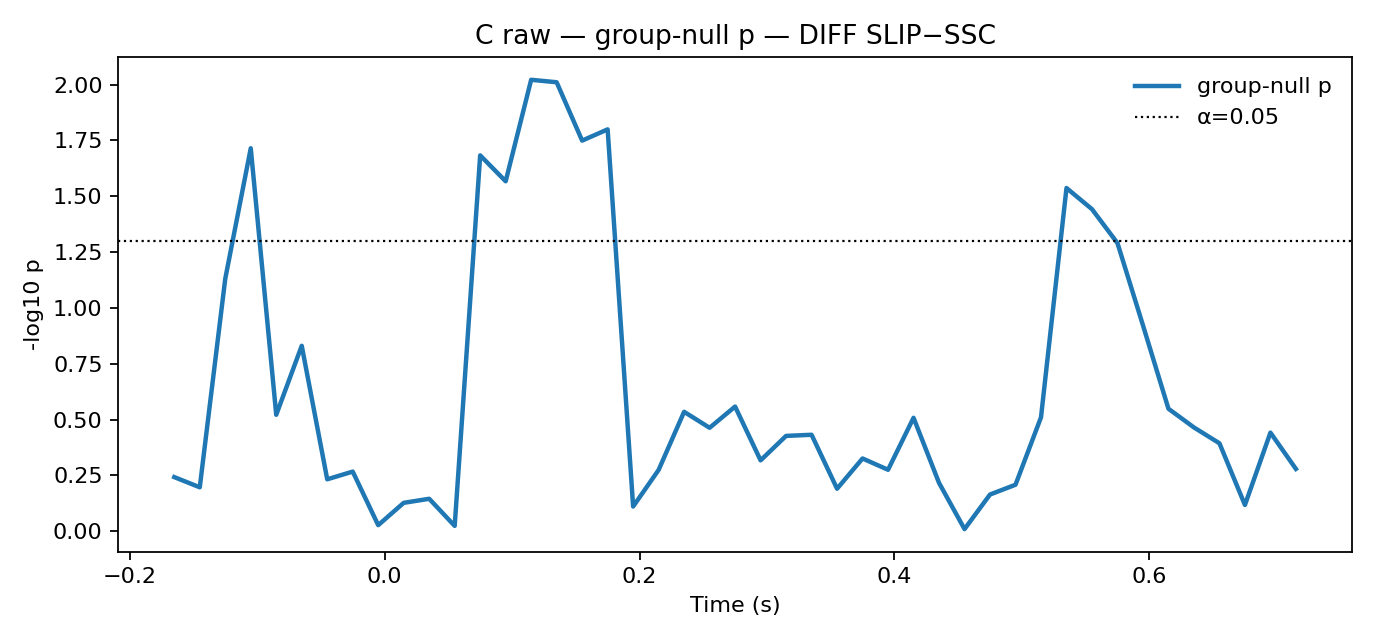 C raw — group-null p — DIFF SLIP−SSC
group-null p
α=0.05
-log10 p
2.00
1.75
1.50
1.25
1.00
0.75
0.50
0.25
0.00
−0.2 0.0 0.2 0.4 0.6
Time (s)